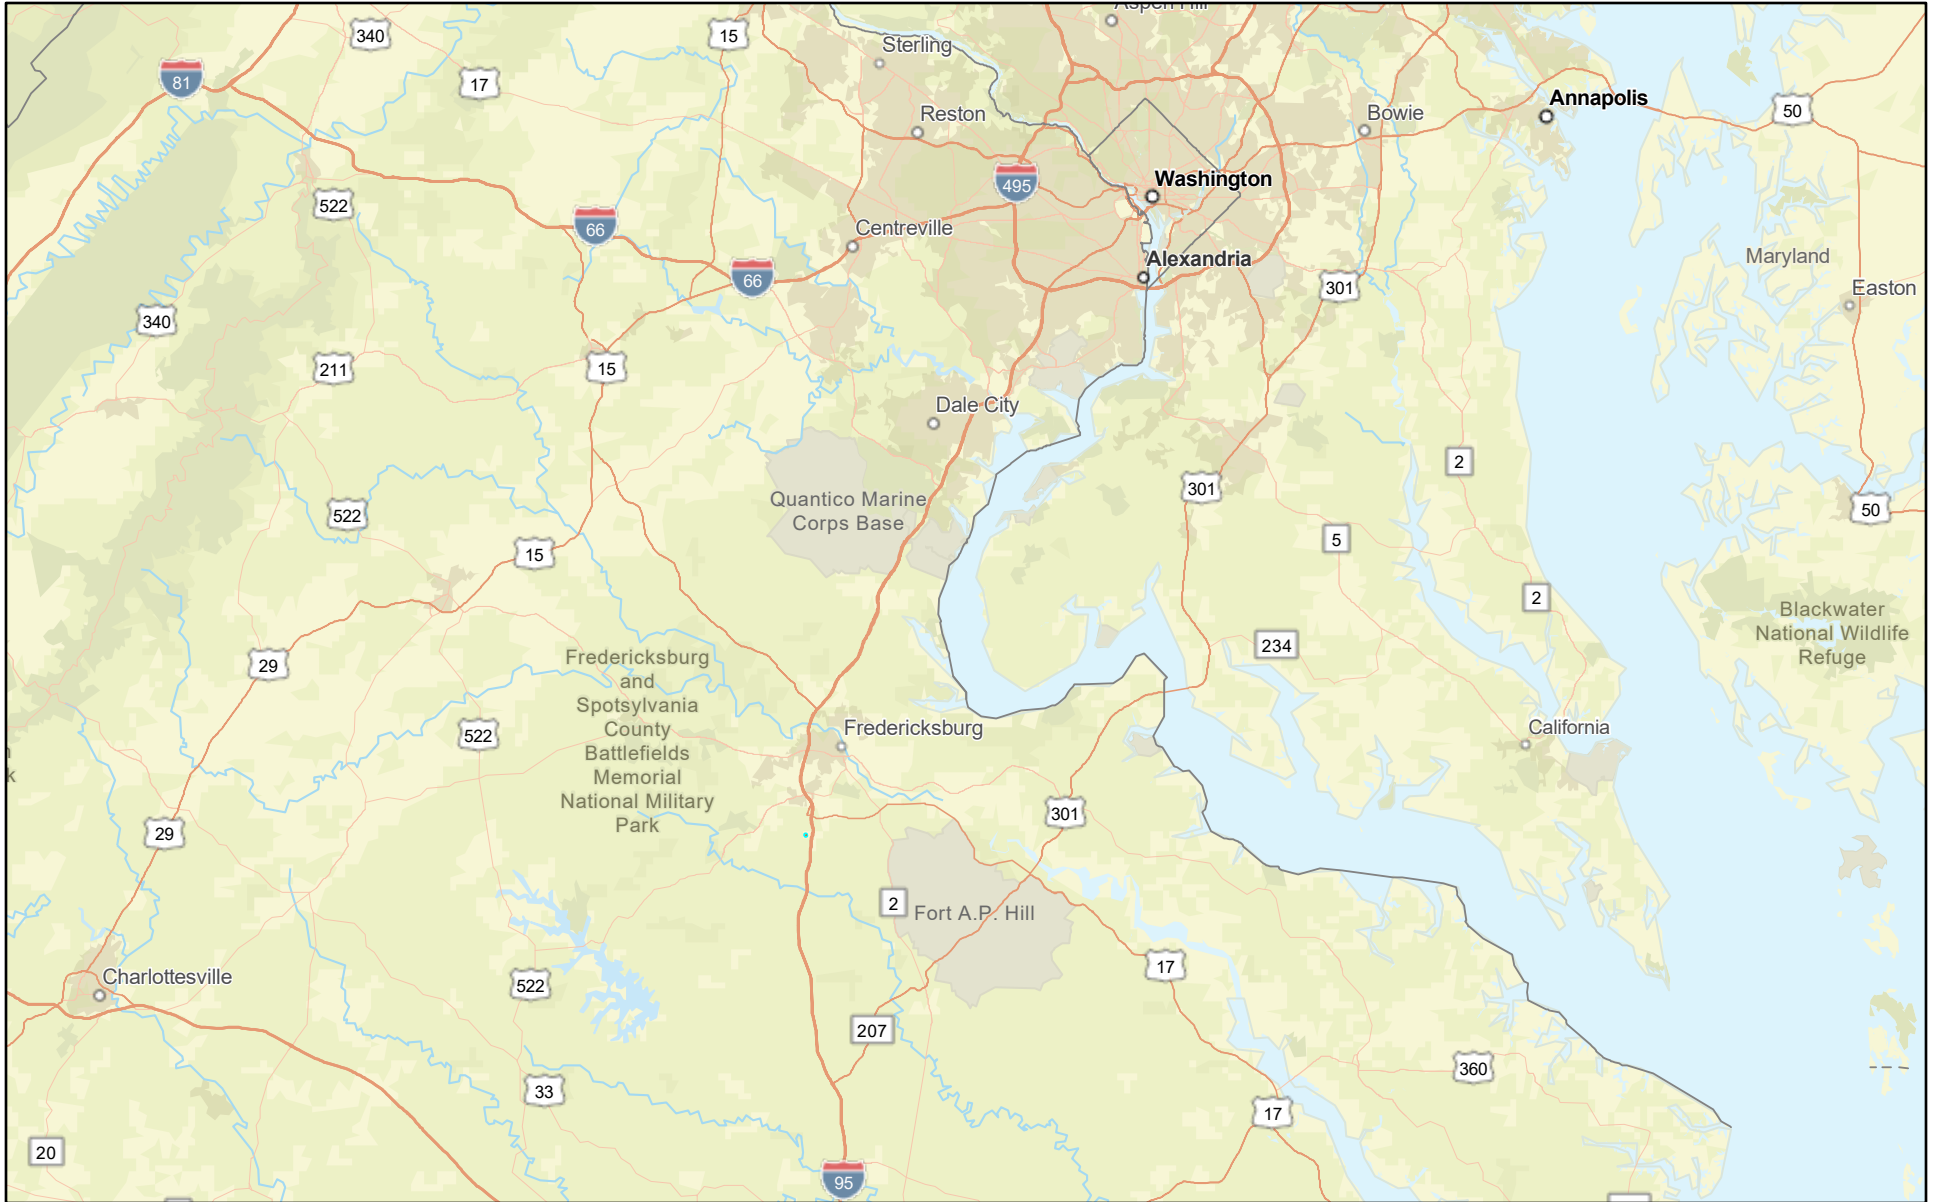 Aspen Hill
340
15
Sterling
81
17
Annapolis
50
Reston
Bowie
495
Washington
522
66
Centreville
Maryland
66
Alexandria
301
Easton
340
211
15
Dale City
2
301
Quantico Marine
Corps Base
522
50
5
15
2
Blackwater
National Wildlife
Refuge
234
29
Fredericksburg
and
Spotsylvania
County
Battlefields
Memorial
National Military
Park
522
Fredericksburg
California
301
29
2
Fort A.P. Hill
17
Charlottesville
522
207
360
33
17
20
95